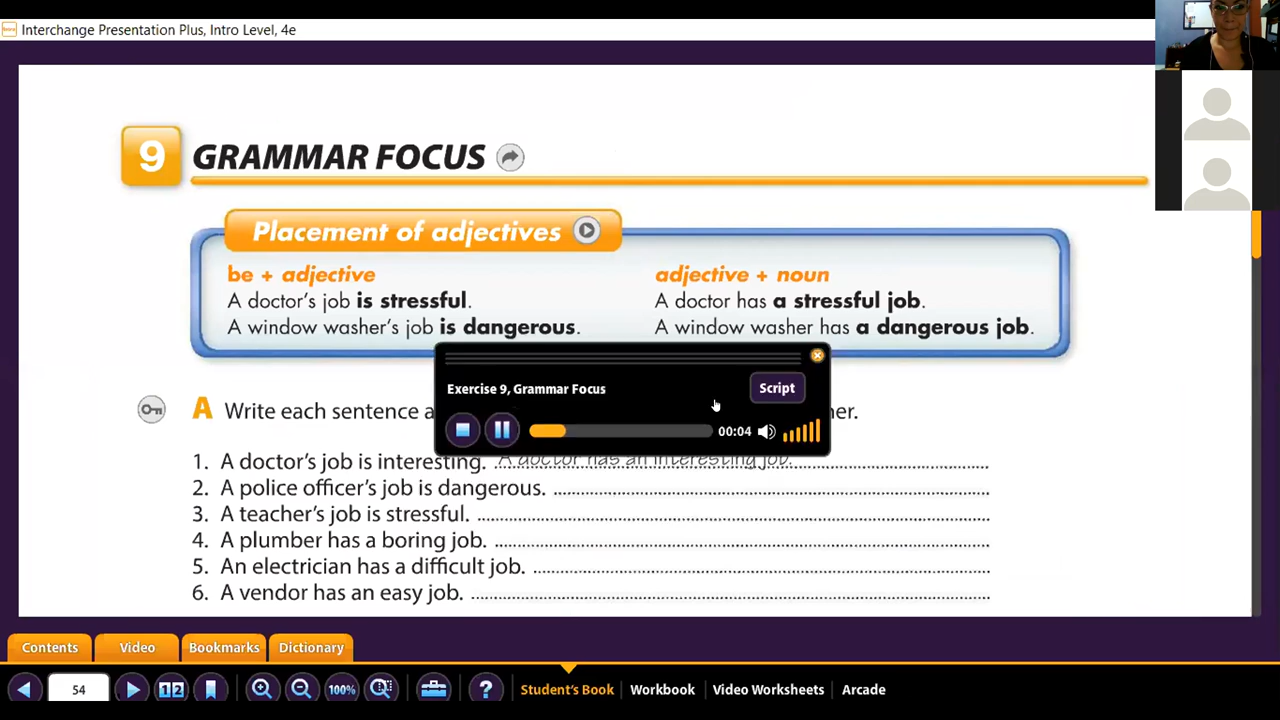 Interchange Presentation Plus, Intro Level, 4e
9 GRAMMAR FOCUS
Placement of adjectives
be + adjective
A doctor's job is stressful.
A window washer's job is dangerous.
adjective + noun
A doctor has a stressful job.
A window washer has a dangerous job.
Exercise 9, Grammar Focus
Script
00:04
A Write each sentence a
er.
1. A doctor's job is interesting. A doctor has an interesting job.
2. A police officer's job is dangerous.
3. A teacher's job is stressful.
4. A plumber has a boring job.
5. An electrician has a difficult job.
6. A vendor has an easy job.
Contents Video Bookmarks Dictionary
54 12 100% ? Student's Book Workbook Video Worksheets Arcade